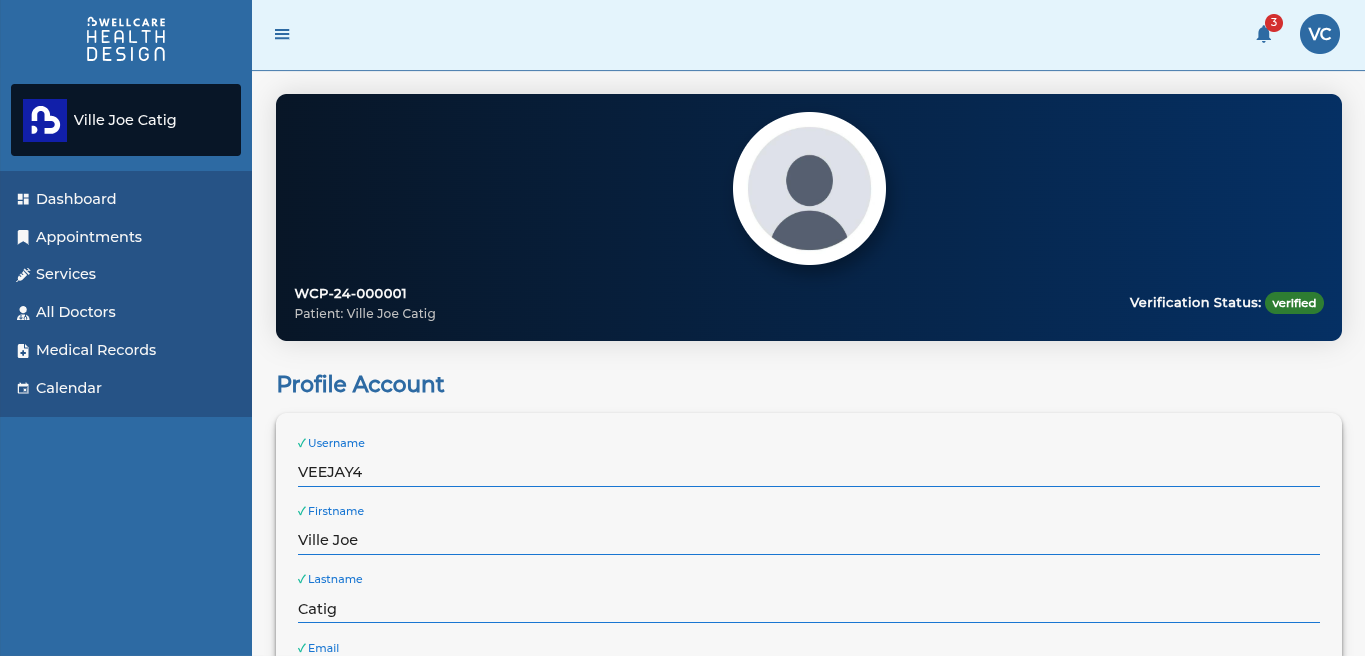 WELLCARE
HEALTH
DESIGN
3
VC
Ville Joe Catig
Dashboard
Appointments
Services
All Doctors
Medical Records
Calendar
WCP-24-000001
Patient: Ville Joe Catig
Verification Status: verified
Profile Account
✓ Username
VEEJAY4
✓ Firstname
Ville Joe
✓ Lastname
Catig
✓ Email